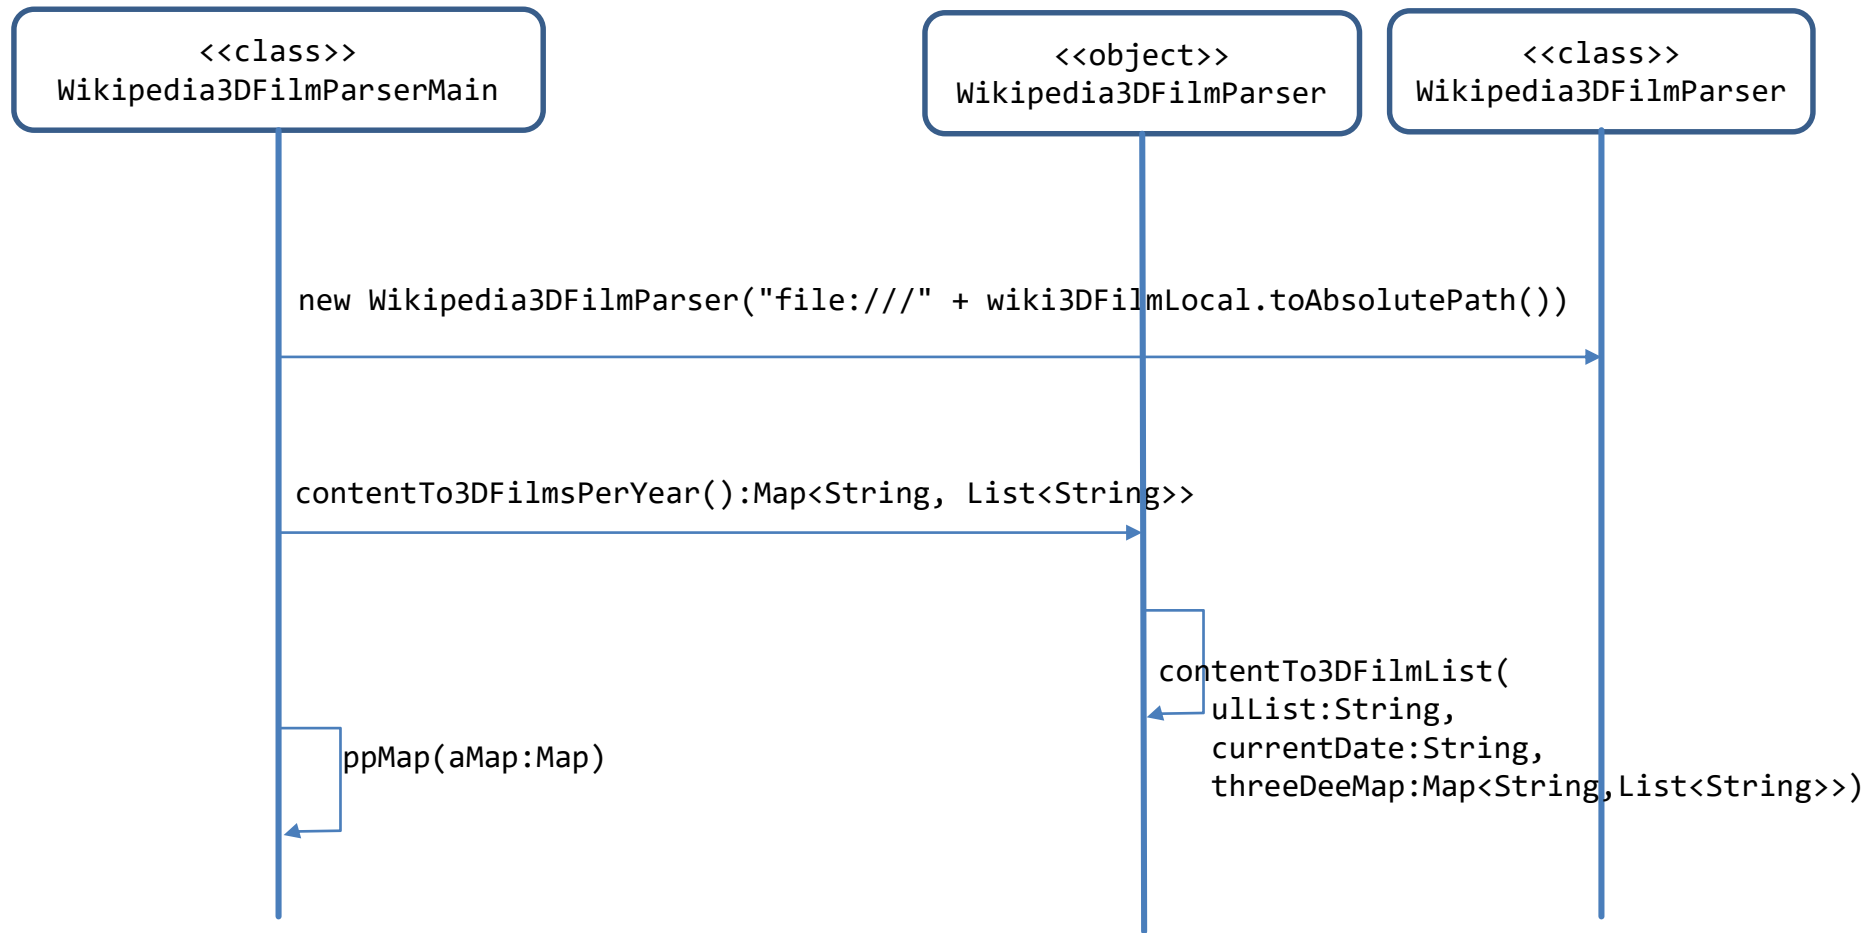 <<class>>
Wikipedia3DFilmParserMain
<<object>>
Wikipedia3DFilmParser
<<class>>
Wikipedia3DFilmParser
new Wikipedia3DFilmParser("file:///" + wiki3DFilmLocal.toAbsolutePath())
contentTo3DFilmsPerYear():Map<String, List<String>>
contentTo3DFilmList(
ulList:String,
currentDate:String,
threeDeeMap:Map<String,List<String>>)
ppMap(aMap:Map)